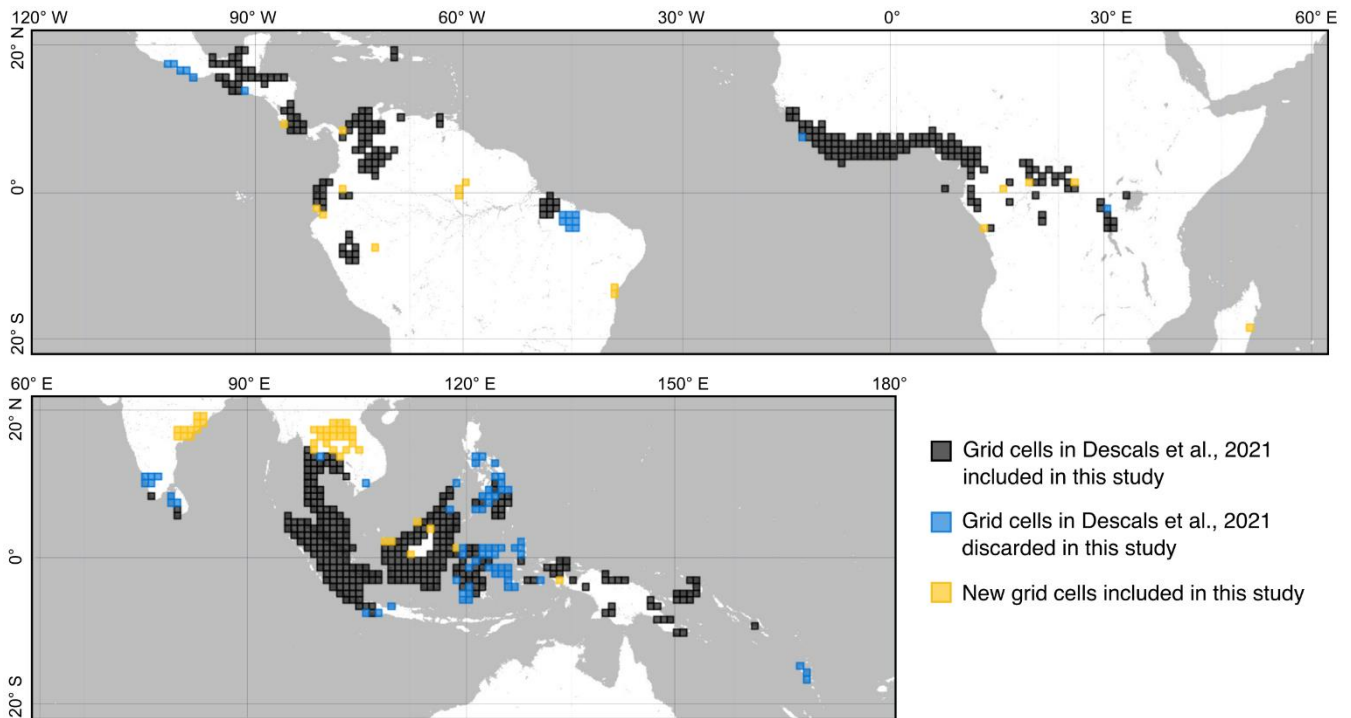 120° W 90° W 60° W 30° W 0° 30° E 60° E
20° N
0°
20° S
60° E 90° E 120° E 150° E 180°
20° N
0°
20° S
Grid cells in Descals et al., 2021
included in this study
Grid cells in Descals et al., 2021
discarded in this study
New grid cells included in this study